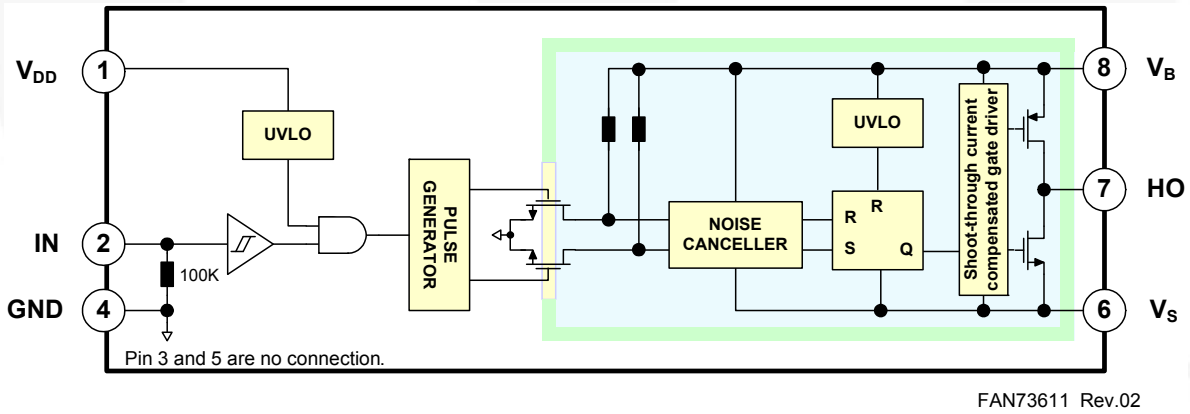 V_DD
1
UVLO
IN
2
100K
GND
4
Pin 3 and 5 are no connection.
PULSE
GENERATOR
NOISE
CANCELLER
UVLO
R
R
S
Q
Shoot-through current
compensated gate driver
8
V_B
7
HO
6
V_S
FAN73611 Rev.02